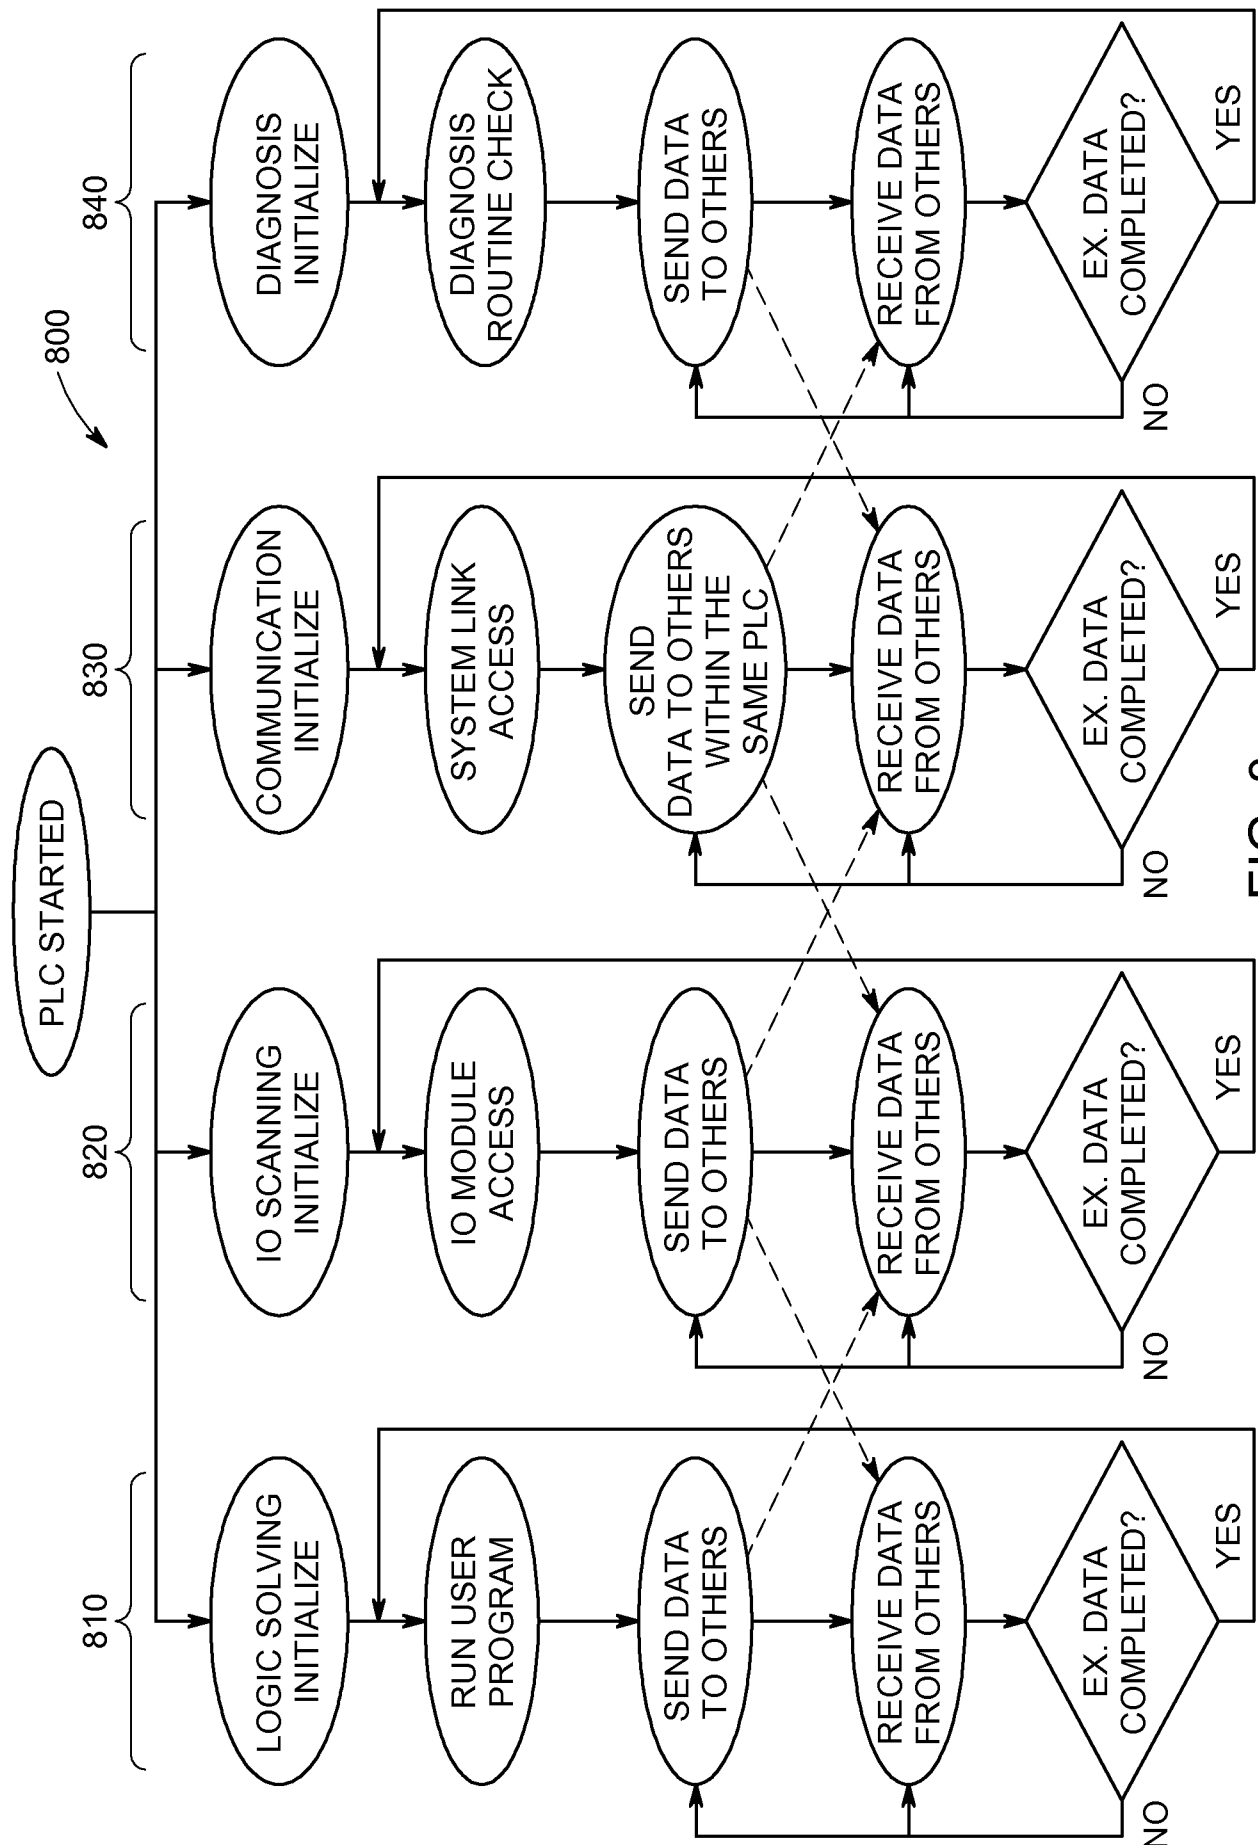 PLC STARTED
800
810
820
830
840
LOGIC SOLVING
INITIALIZE
IO SCANNING
INITIALIZE
COMMUNICATION
INITIALIZE
DIAGNOSIS
INITIALIZE
RUN USER
PROGRAM
IO MODULE
ACCESS
SYSTEM LINK
ACCESS
DIAGNOSIS
ROUTINE CHECK
SEND DATA
TO OTHERS
SEND DATA
TO OTHERS
SEND
DATA TO OTHERS
WITHIN THE
SAME PLC
SEND DATA
TO OTHERS
RECEIVE DATA
FROM OTHERS
RECEIVE DATA
FROM OTHERS
RECEIVE DATA
FROM OTHERS
RECEIVE DATA
FROM OTHERS
EX. DATA
COMPLETED?
EX. DATA
COMPLETED?
EX. DATA
COMPLETED?
EX. DATA
COMPLETED?
NO
YES
NO
YES
NO
YES
NO
YES
FIG.